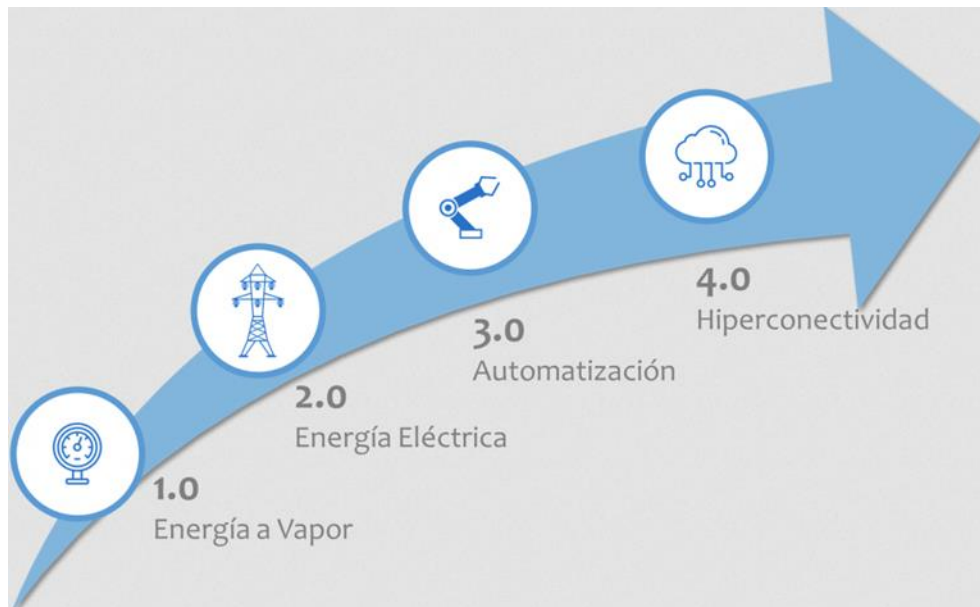 1.0
Energía a Vapor
2.0
Energía Eléctrica
3.0
Automatización
4.0
Hiperconectividad